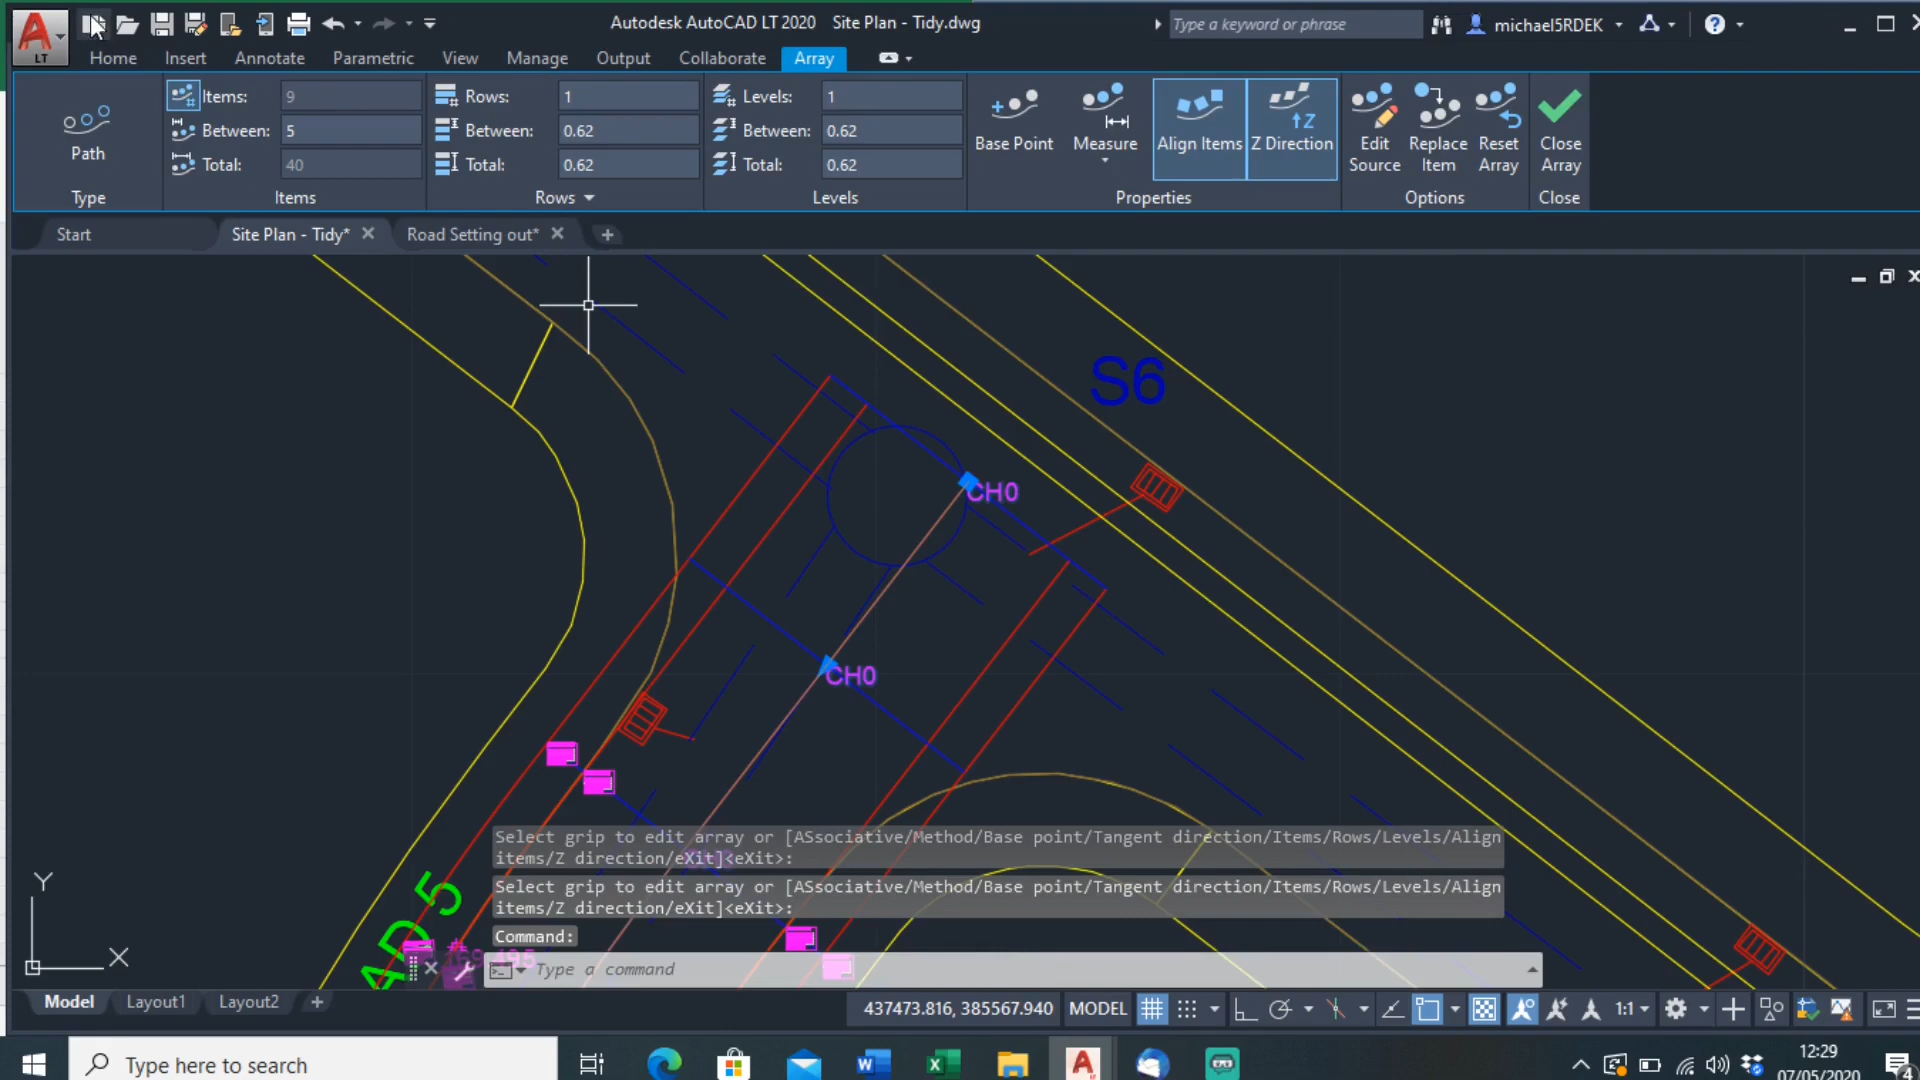 Autodesk AutoCAD LT 2020 Site Plan - Tidy.dwg
Type a keyword or phrase
michael5RDEK
LT
Home Insert Annotate Parametric View Manage Output Collaborate Array
Items: 9 Rows: 1 Levels: 1
Between: 5 Between: 0.62 Between: 0.62
Total: 40 Total: 0.62 Total: 0.62
Path
Base Point Measure Align Items Z Direction
Edit Source
Replace Item
Reset Array
Close Array
Type Items Rows Levels Properties Options Close
Start Site Plan - Tidy* Road Setting out*
S6
CH0
CH0
AD 5
Select grip to edit array or [ASsociative/Method/Base point/Tangent direction/Items/Rows/Levels/Align
items/Z direction/eXit]<eXit>:
Select grip to edit array or [ASsociative/Method/Base point/Tangent direction/Items/Rows/Levels/Align
items/Z direction/eXit]<eXit>:
Command:
Type a command
Y
X
Model Layout1 Layout2
437473.816, 385567.940 MODEL 1:1
Type here to search
12:29
07/05/2020
4